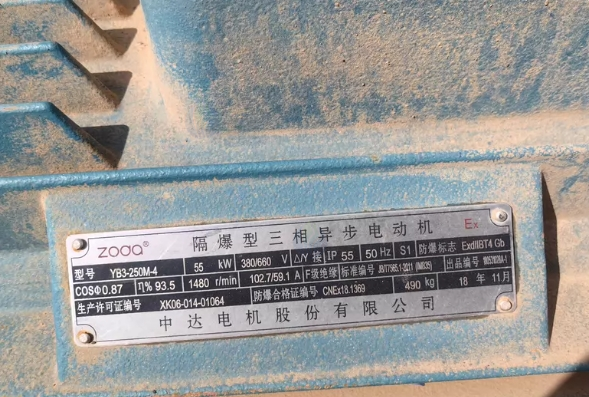 ZODA® 隔爆型三相异步电动机 Ex
型号 YB3-250M-4 55 kW 380/660 V △/Y 接 IP 55 50 Hz S1 防爆标志 ExdIIBT4 Gb
COSΦ0.87 η% 93.5 1480 r/min 102.7/59.1 A F级绝缘 标准编号 出品编号
生产许可证编号 XK06-014-01064 防爆合格证编号 CNEx18.1369 490 kg 18 年 11 月
中达电机股份有限公司